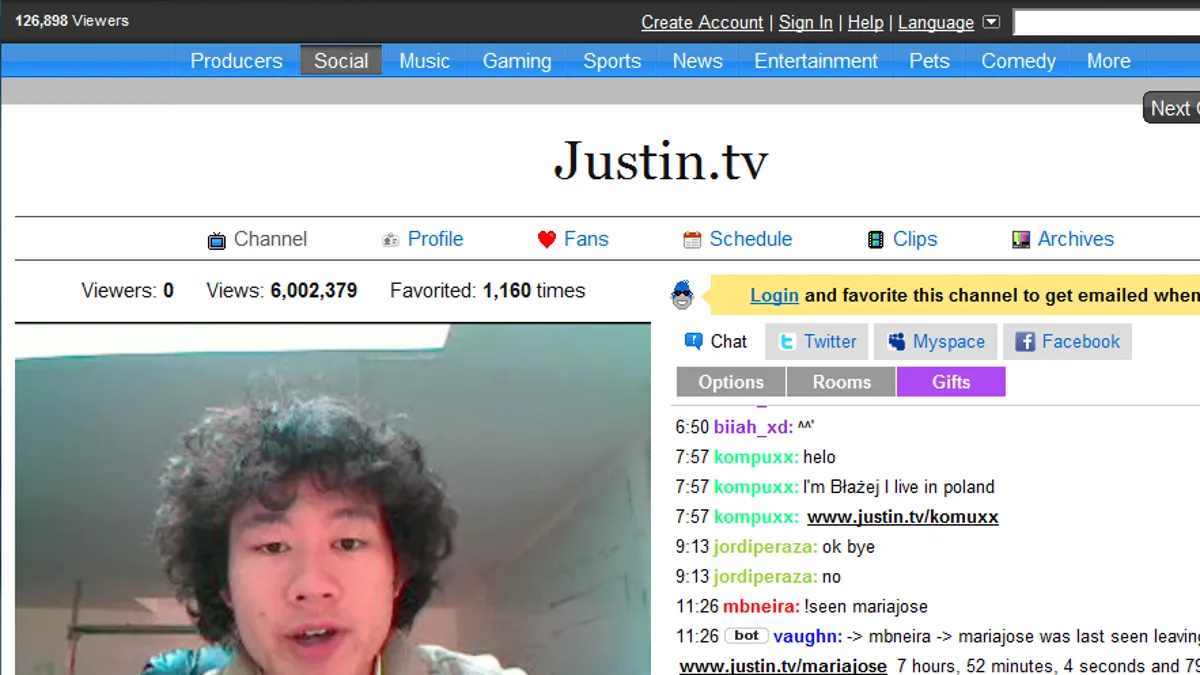 126,898 Viewers
Create Account | Sign In | Help | Language
Producers Social Music Gaming Sports News Entertainment Pets Comedy More
Next
Justin.tv
Channel Profile Fans Schedule Clips Archives
Viewers: 0 Views: 6,002,379 Favorited: 1,160 times
Login and favorite this channel to get emailed when
Chat Twitter Myspace Facebook
Options Rooms Gifts
6:50 biiah_xd: ^^'
7:57 kompuxx: helo
7:57 kompuxx: I'm Błażej I live in poland
7:57 kompuxx: www.justin.tv/komuxx
9:13 jordiperaza: ok bye
9:13 jordiperaza: no
11:26 mbneira: !seen mariajose
11:26 bot vaughn: -> mbneira -> mariajose was last seen leaving
www.justin.tv/mariajose 7 hours, 52 minutes, 4 seconds and 79